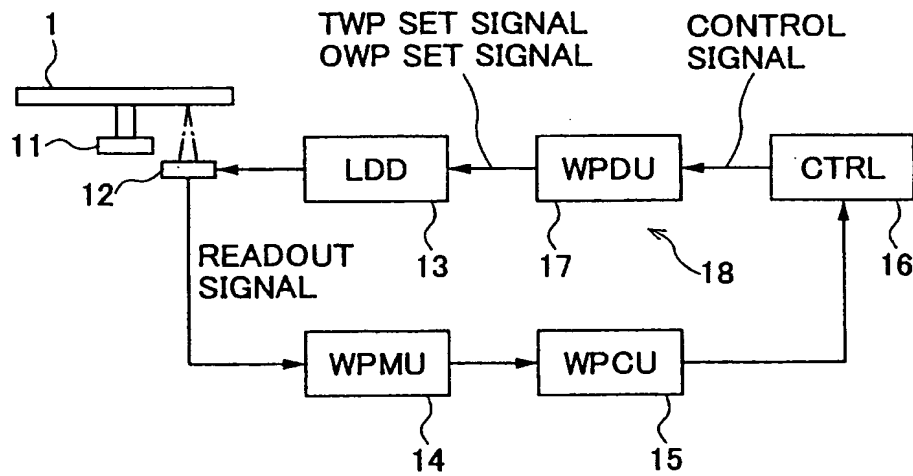 1
TWP SET SIGNAL
OWP SET SIGNAL
CONTROL
SIGNAL
11
12
LDD
WPDU
CTRL
13
17
18
16
READOUT
SIGNAL
WPMU
WPCU
14
15